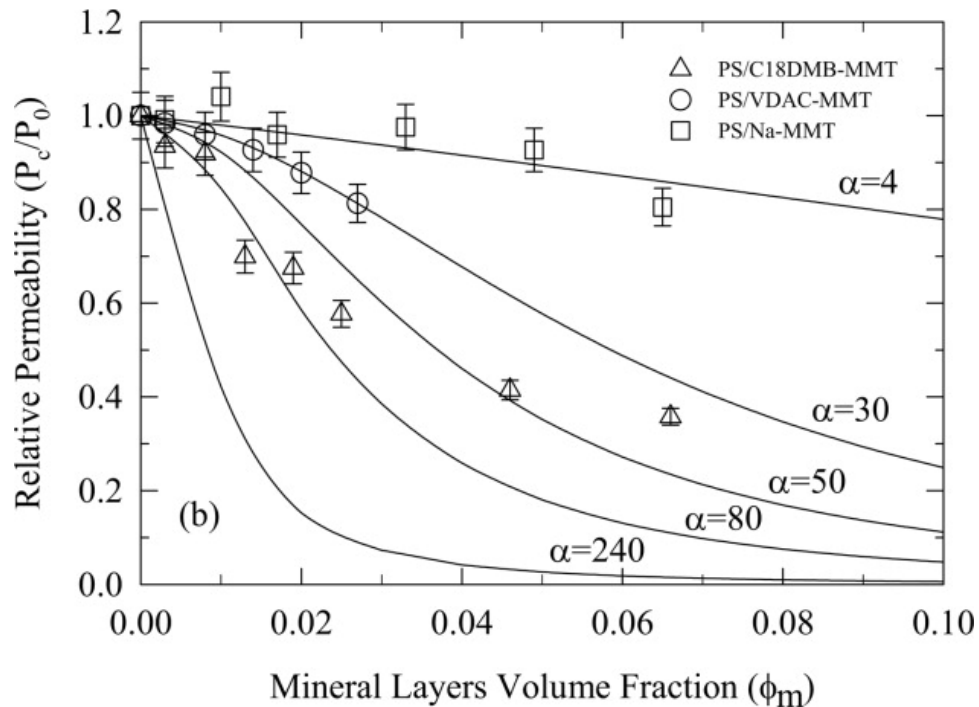 1.2
1.0
0.8
0.6
0.4
0.2
0.0
Relative Permeability (Pc/P0)
PS/C18DMB-MMT
PS/VDAC-MMT
PS/Na-MMT
α=4
α=30
α=50
α=80
α=240
(b)
0.00 0.02 0.04 0.06 0.08 0.10
Mineral Layers Volume Fraction (ϕm)